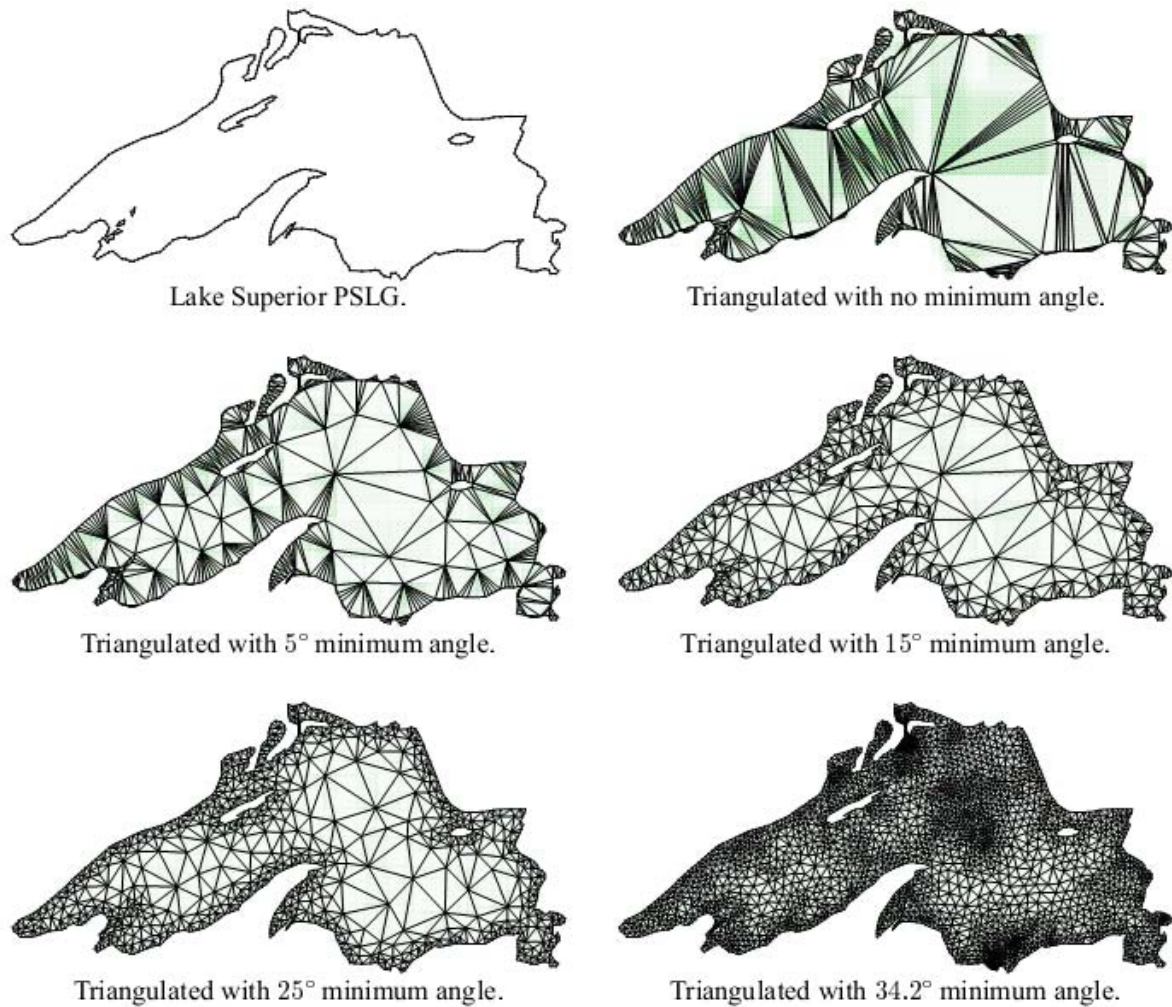 Lake Superior PSLG.
Triangulated with no minimum angle.
Triangulated with 5° minimum angle.
Triangulated with 15° minimum angle.
Triangulated with 25° minimum angle.
Triangulated with 34.2° minimum angle.